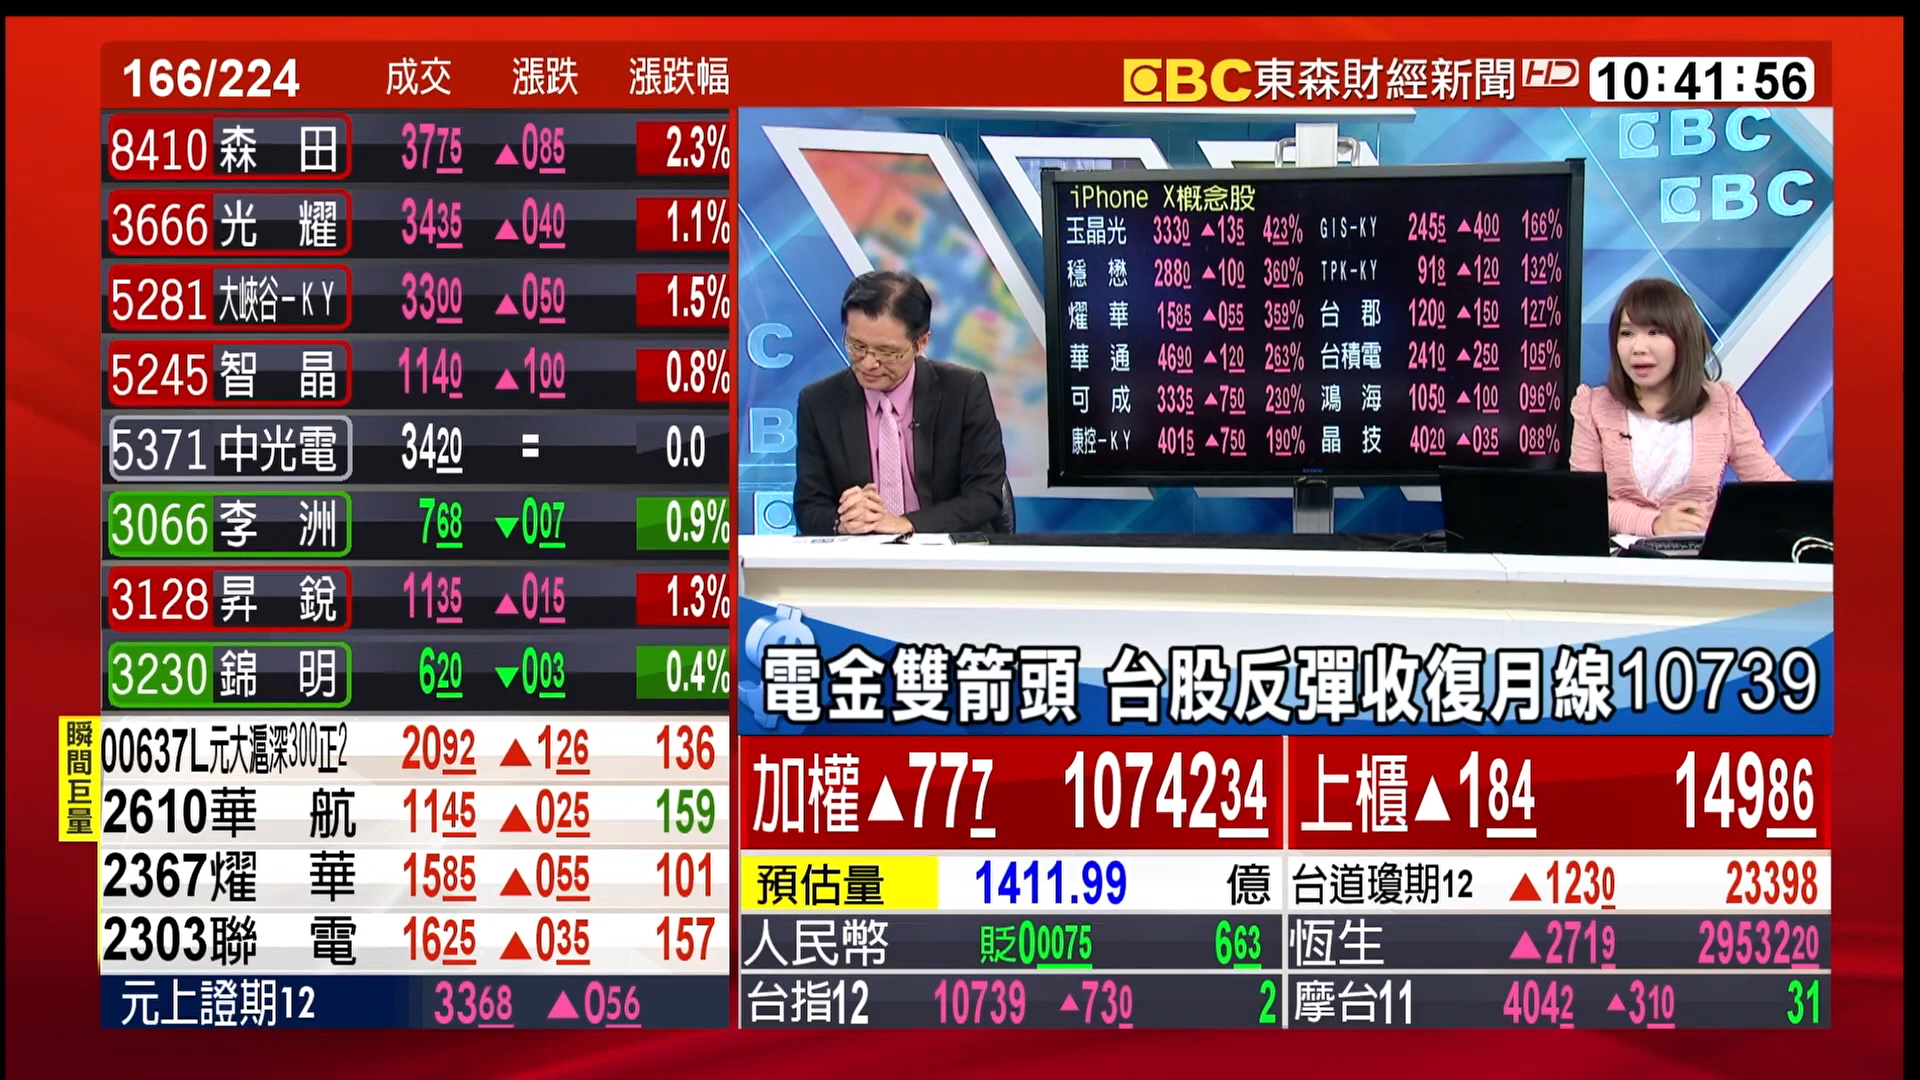 166/224 成交 漲跌 漲跌幅
EBC 東森財經新聞 HD 10:41:56
8410 森田 3775 ▲085 2.3%
3666 光耀 3435 ▲040 1.1%
5281 大峽谷-KY 3300 ▲050 1.5%
5245 智晶 1140 ▲100 0.8%
5371 中光電 3420 = 0.0
3066 李洲 768 ▼007 0.9%
3128 昇銳 1135 ▲015 1.3%
3230 錦明 620 ▼003 0.4%
瞬間巨量
00637L元大滬深300正2 2092 ▲126 136
2610華航 1145 ▲025 159
2367燿華 1585 ▲055 101
2303聯電 1625 ▲035 157
元上證期12 3368 ▲056
EBC
EBC
iPhone X概念股
玉晶光 3330 ▲135 423% GIS-KY 2455 ▲400 166%
穩懋 2880 ▲100 360% TPK-KY 918 ▲120 132%
燿華 1585 ▲055 359% 台郡 1200 ▲150 127%
華通 4690 ▲120 263% 台積電 2410 ▲250 105%
可成 3335 ▲750 230% 鴻海 1050 ▲100 096%
康控-KY 4015 ▲750 190% 晶技 4020 ▲035 088%
C
B
電金雙箭頭 台股反彈收復月線10739
加權▲777 1074234 上櫃▲184 14986
預估量 1411.99 億 台道瓊期12 ▲1230 23398
人民幣 貶00075 663 恆生 ▲2719 2953220
台指12 10739 ▲730 2 摩台11 4042 ▲310 31